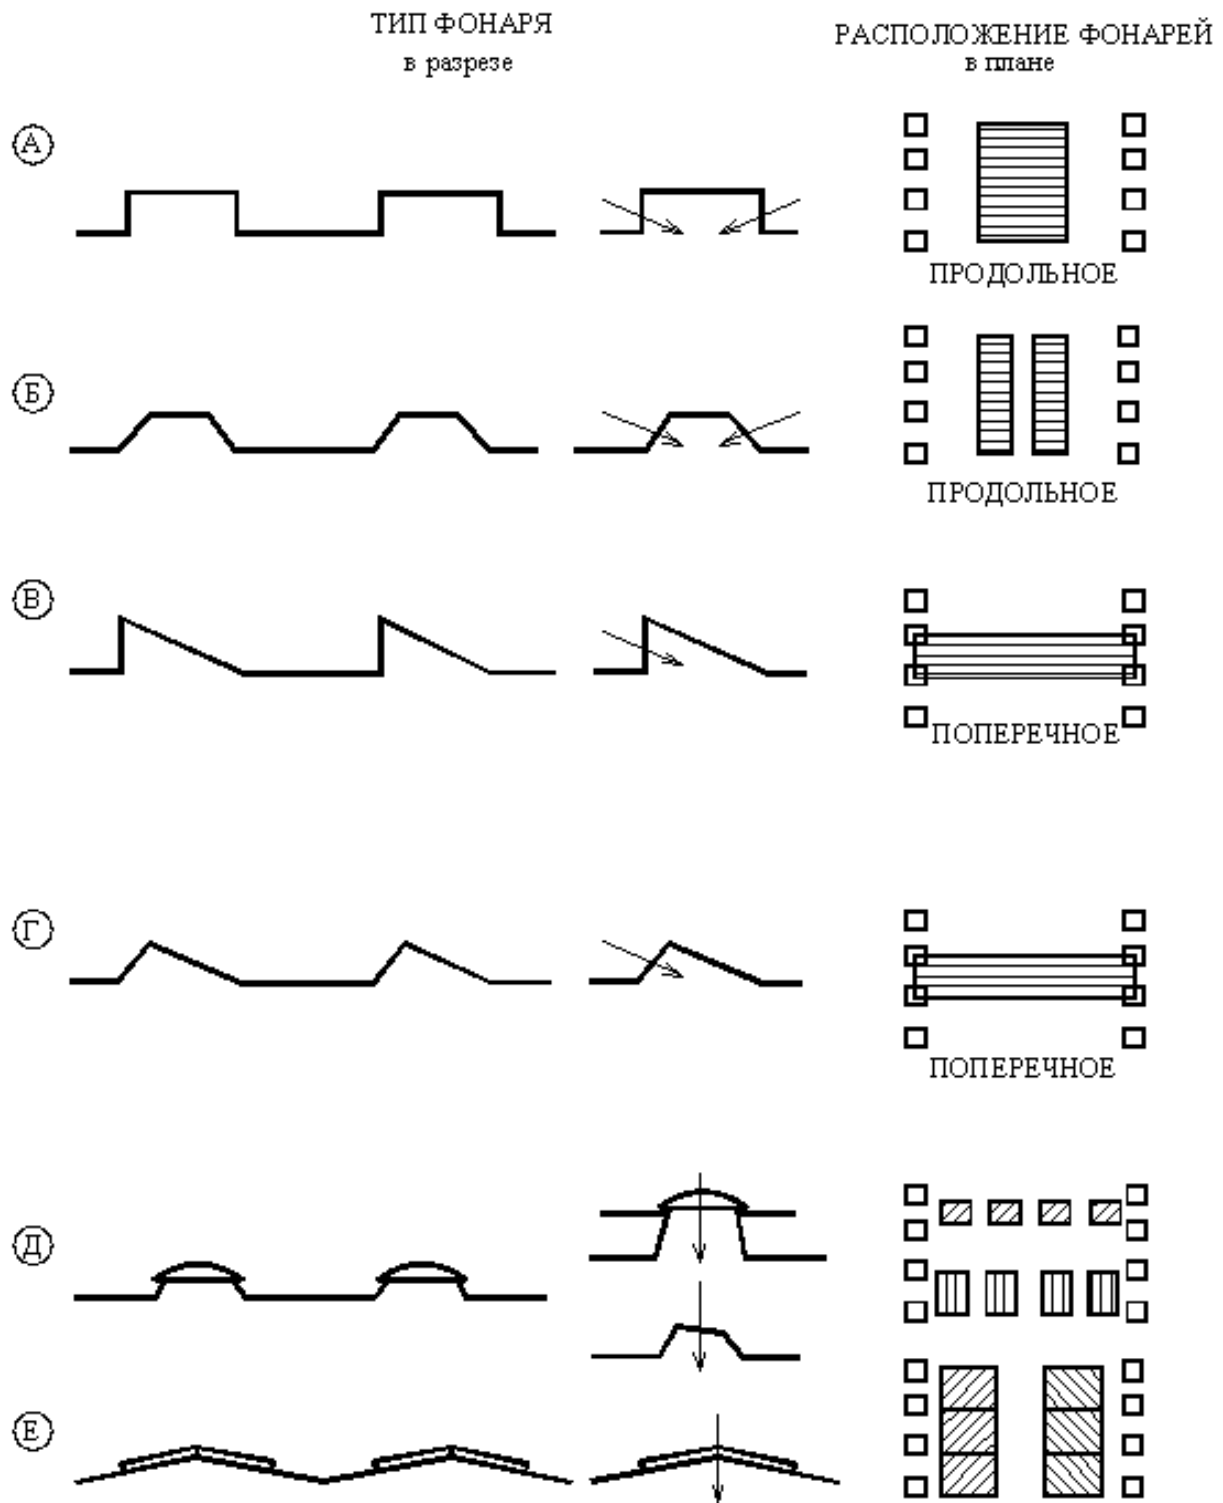 ТИП ФОНАРЯ
в разрезе
РАСПОЛОЖЕНИЕ ФОНАРЕЙ
в плане
А
ПРОДОЛЬНОЕ
Б
ПРОДОЛЬНОЕ
В
ПОПЕРЕЧНОЕ
Г
ПОПЕРЕЧНОЕ
Д
Е